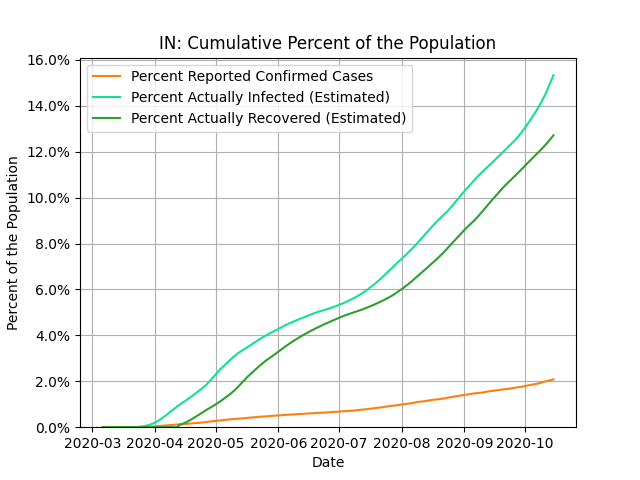 IN: Cumulative Percent of the Population
16.0%
14.0%
12.0%
10.0%
8.0%
6.0%
4.0%
2.0%
0.0%
Percent of the Population
Percent Reported Confirmed Cases
Percent Actually Infected (Estimated)
Percent Actually Recovered (Estimated)
2020-03 2020-04 2020-05 2020-06 2020-07 2020-08 2020-09 2020-10
Date